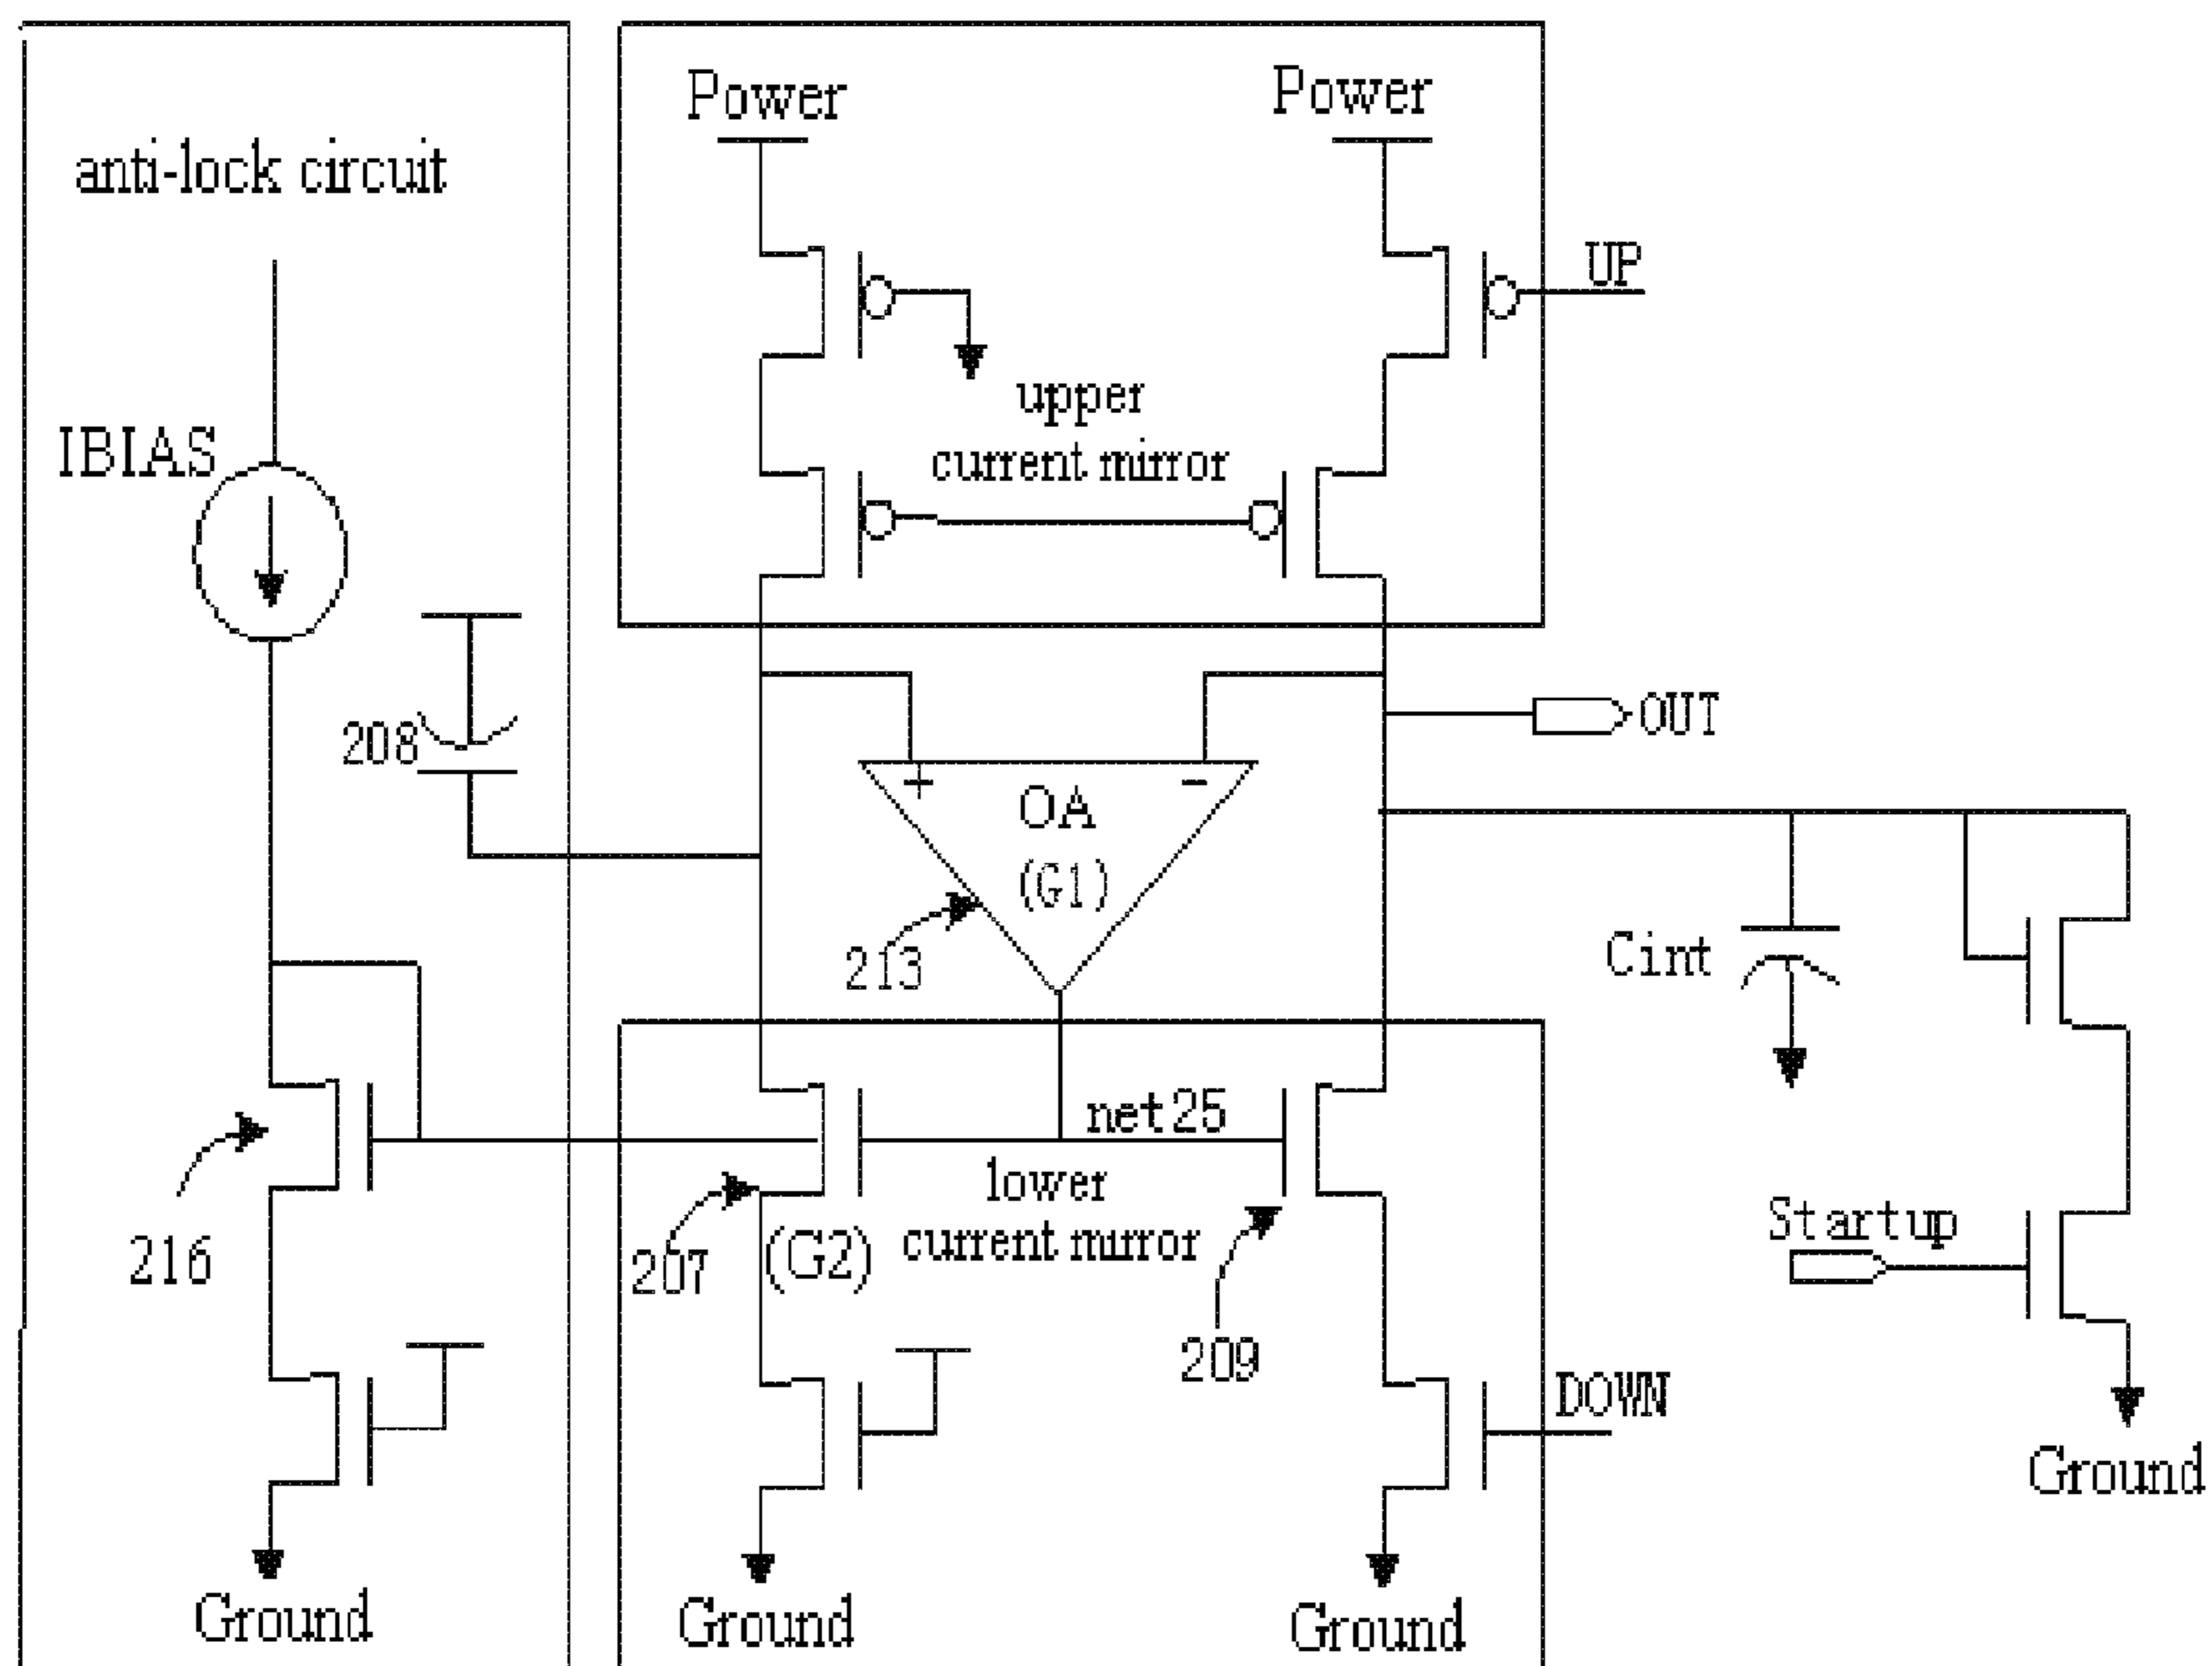 Power
Power
anti-lock circuit
UP
upper
current mirror
IBIAS
208
OUT
+
-
OA
(G1)
213
Cint
net25
lower
current mirror
216
207
(G2)
209
Startup
DOWN
Ground
Ground
Ground
Ground